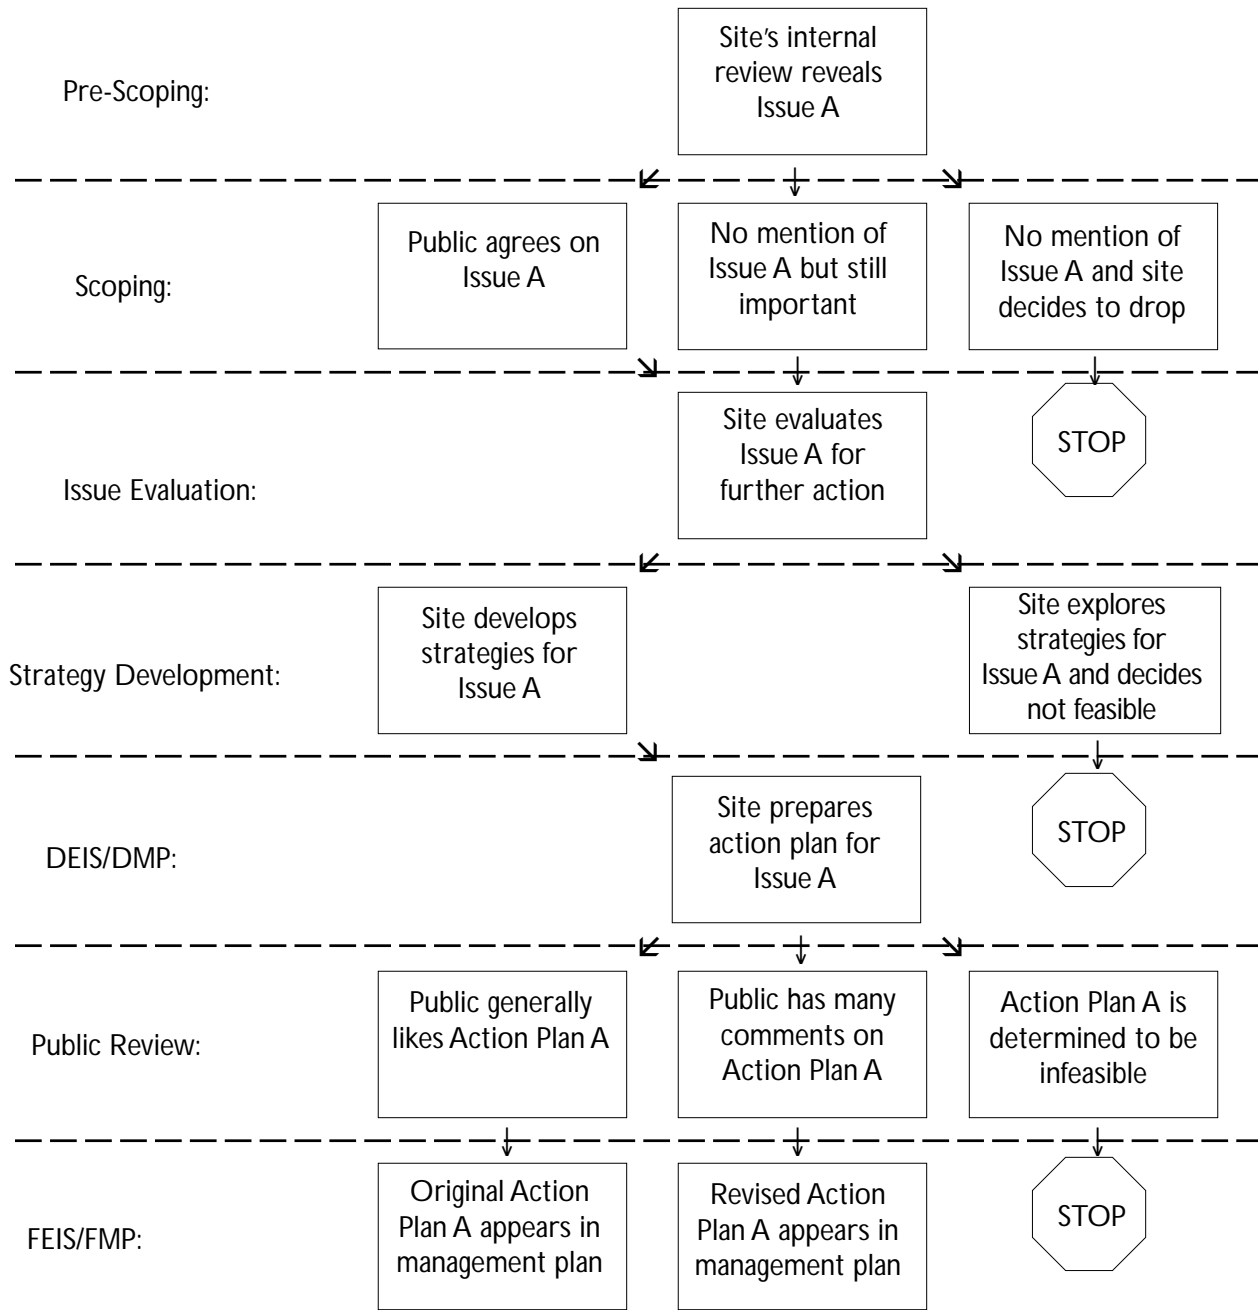 Pre-Scoping:
Site's internal
review reveals
Issue A
Scoping:
Public agrees on
Issue A
No mention of
Issue A but still
important
No mention of
Issue A and site
decides to drop
Issue Evaluation:
Site evaluates
Issue A for
further action
STOP
Strategy Development:
Site develops
strategies for
Issue A
Site explores
strategies for
Issue A and decides
not feasible
DEIS/DMP:
Site prepares
action plan for
Issue A
STOP
Public Review:
Public generally
likes Action Plan A
Public has many
comments on
Action Plan A
Action Plan A is
determined to be
infeasible
FEIS/FMP:
Original Action
Plan A appears in
management plan
Revised Action
Plan A appears in
management plan
STOP